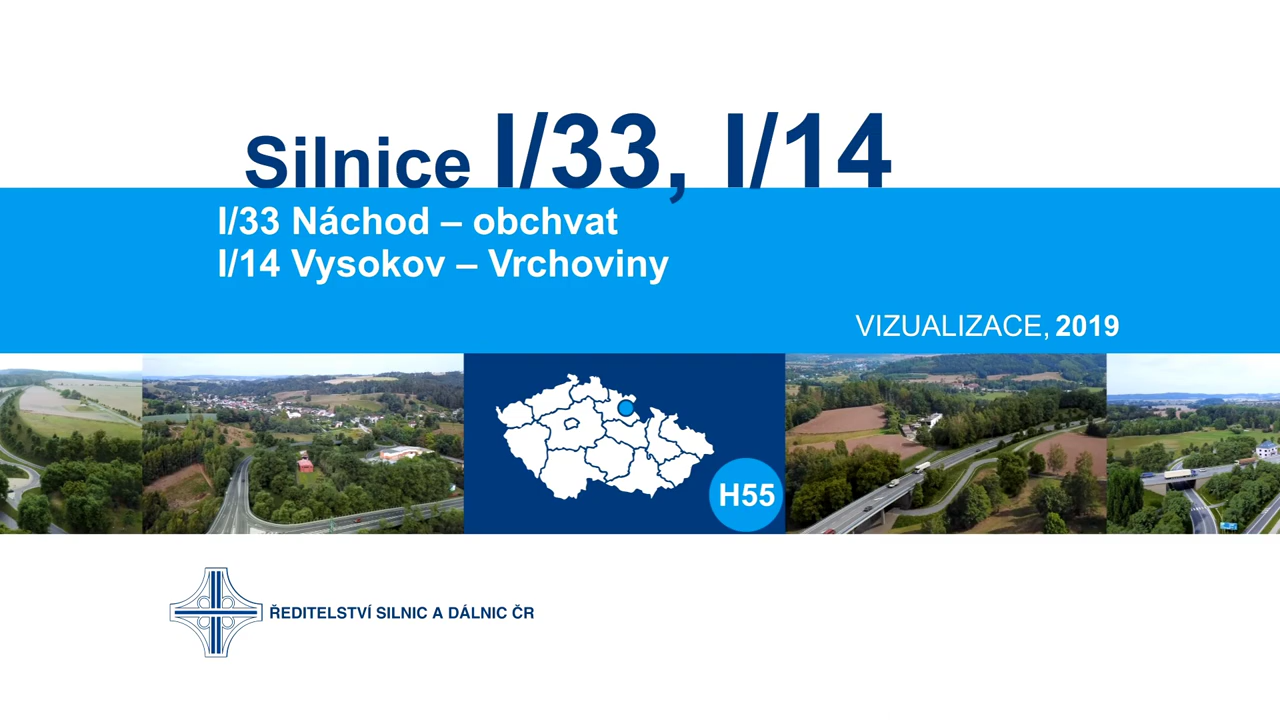 Silnice I/33, I/14
I/33 Náchod – obchvat
I/14 Vysokov – Vrchoviny
VIZUALIZACE, 2019
H55
ŘEDITELSTVÍ SILNIC A DÁLNIC ČR